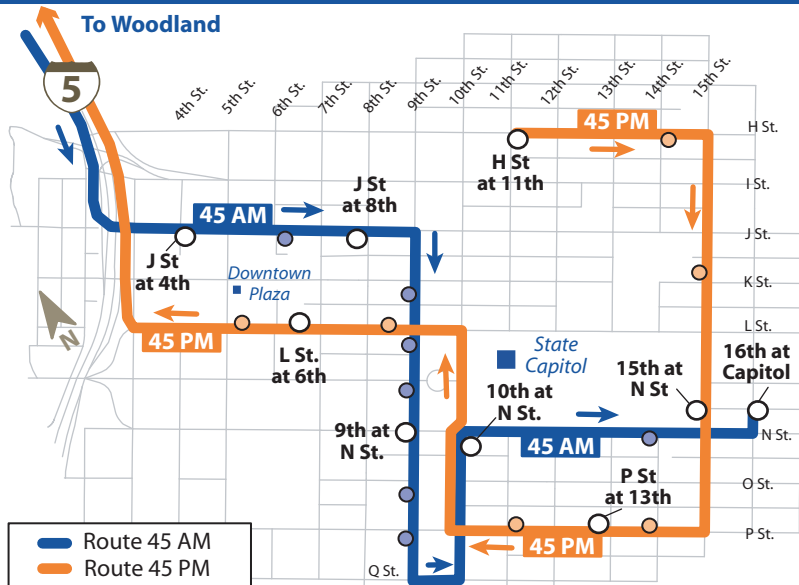 To Woodland
5
4th St.
5th St.
6th St.
7th St.
8th St.
9th St.
10th St.
11th St.
12th St.
13th St.
14th St.
15th St.
45 PM
H St.
H St
at 11th
I St.
J St
at 8th
45 AM
J St.
J St
at 4th
Downtown
Plaza
K St.
L St.
45 PM
L St.
at 6th
State
Capitol
16th at
Capitol
15th at
N St
10th at
N St.
9th at
N St.
N St.
45 AM
P St
at 13th
O St.
P St.
45 PM
Q St.
N
Route 45 AM
Route 45 PM